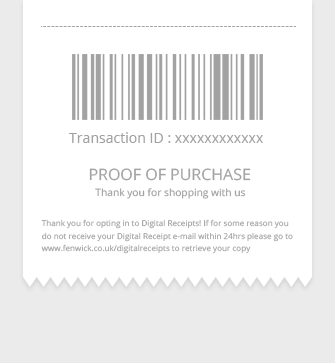 Transaction ID : xxxxxxxxxxxx
PROOF OF PURCHASE
Thank you for shopping with us
Thank you for opting in to Digital Receipts! If for some reason you
do not receive your Digital Receipt e-mail within 24hrs please go to
www.fenwick.co.uk/digitalreceipts to retrieve your copy